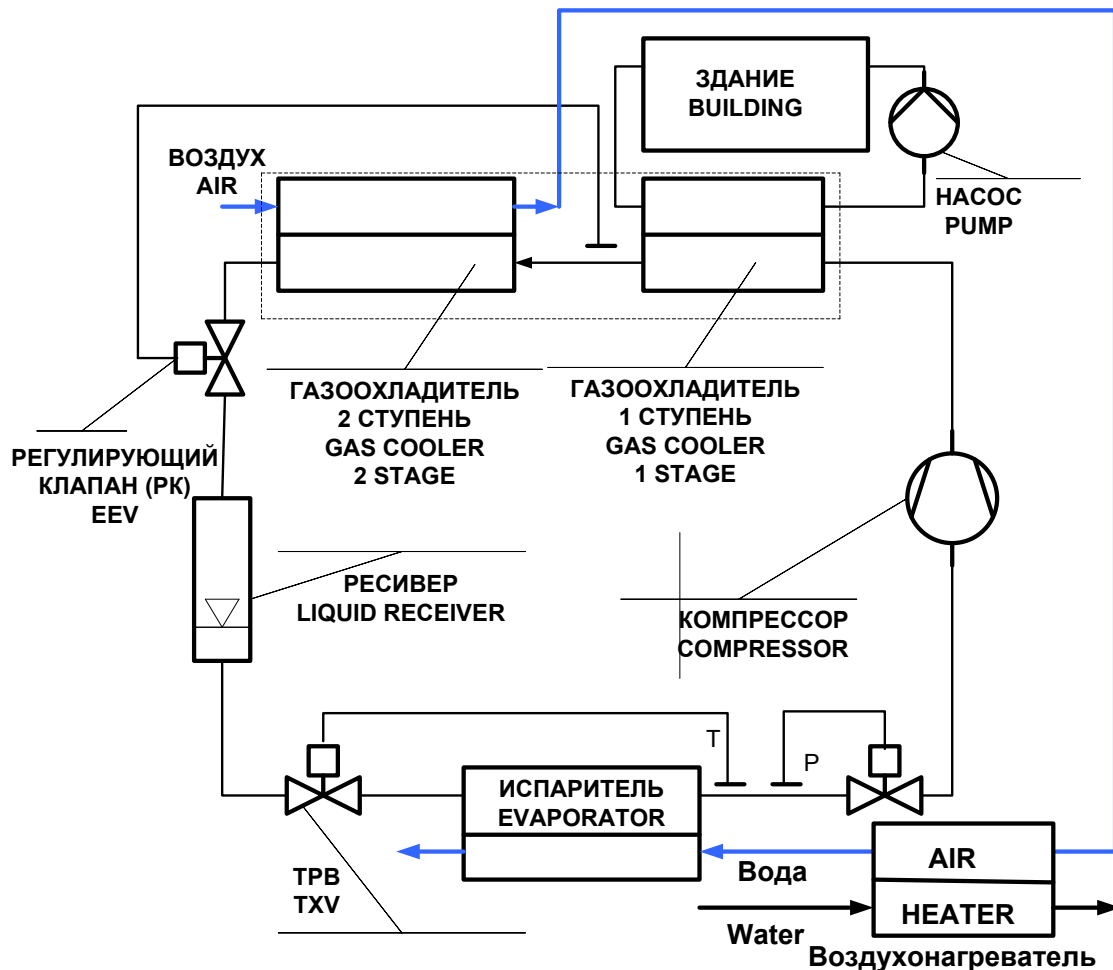 ЗДАНИЕ
BUILDING
ВОЗДУХ
AIR
НАСОС
PUMP
ГАЗООХЛАДИТЕЛЬ
2 СТУПЕНЬ
GAS COOLER
2 STAGE
ГАЗООХЛАДИТЕЛЬ
1 СТУПЕНЬ
GAS COOLER
1 STAGE
РЕГУЛИРУЮЩИЙ
КЛАПАН (РК)
EEV
РЕСИВЕР
LIQUID RECEIVER
КОМПРЕССОР
COMPRESSOR
T
P
ИСПАРИТЕЛЬ
EVAPORATOR
ТРВ
TXV
Вода
AIR
HEATER
Water
Воздухонагреватель